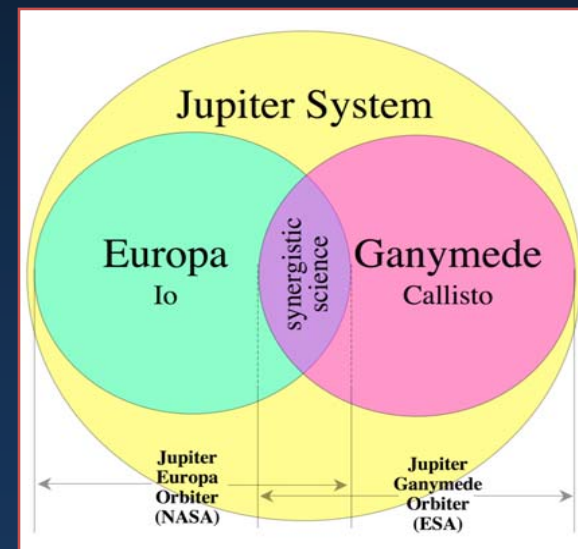 Jupiter System
Europa
Io
synergistic
science
Ganymede
Callisto
Jupiter
Europa
Orbiter
(NASA)
Jupiter
Ganymede
Orbiter
(ESA)